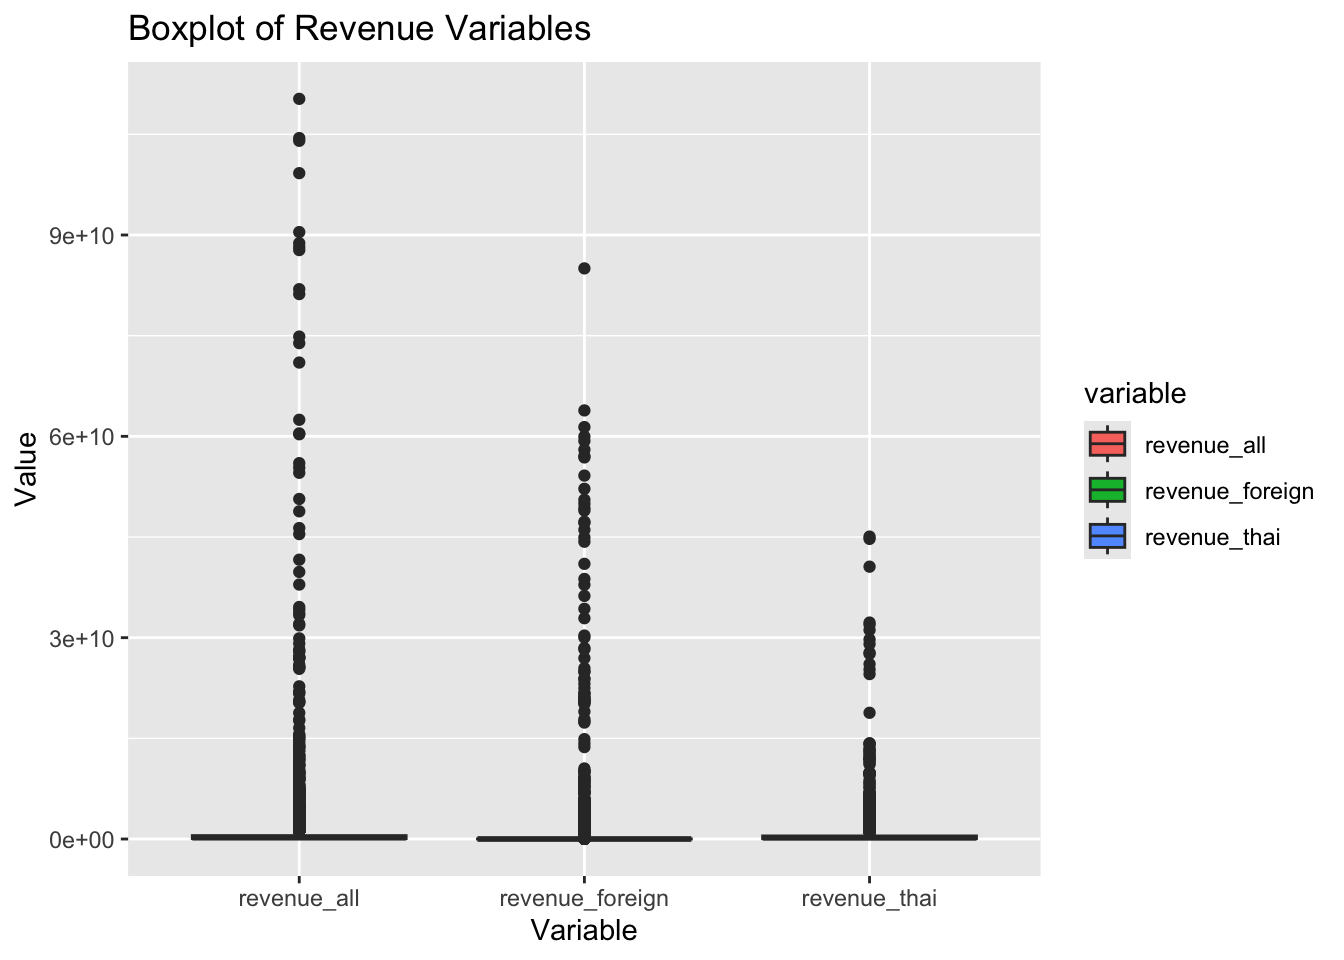 Boxplot of Revenue Variables
9e+10
6e+10
3e+10
0e+00
Value
revenue_all
revenue_foreign
revenue_thai
Variable
variable
revenue_all
revenue_foreign
revenue_thai